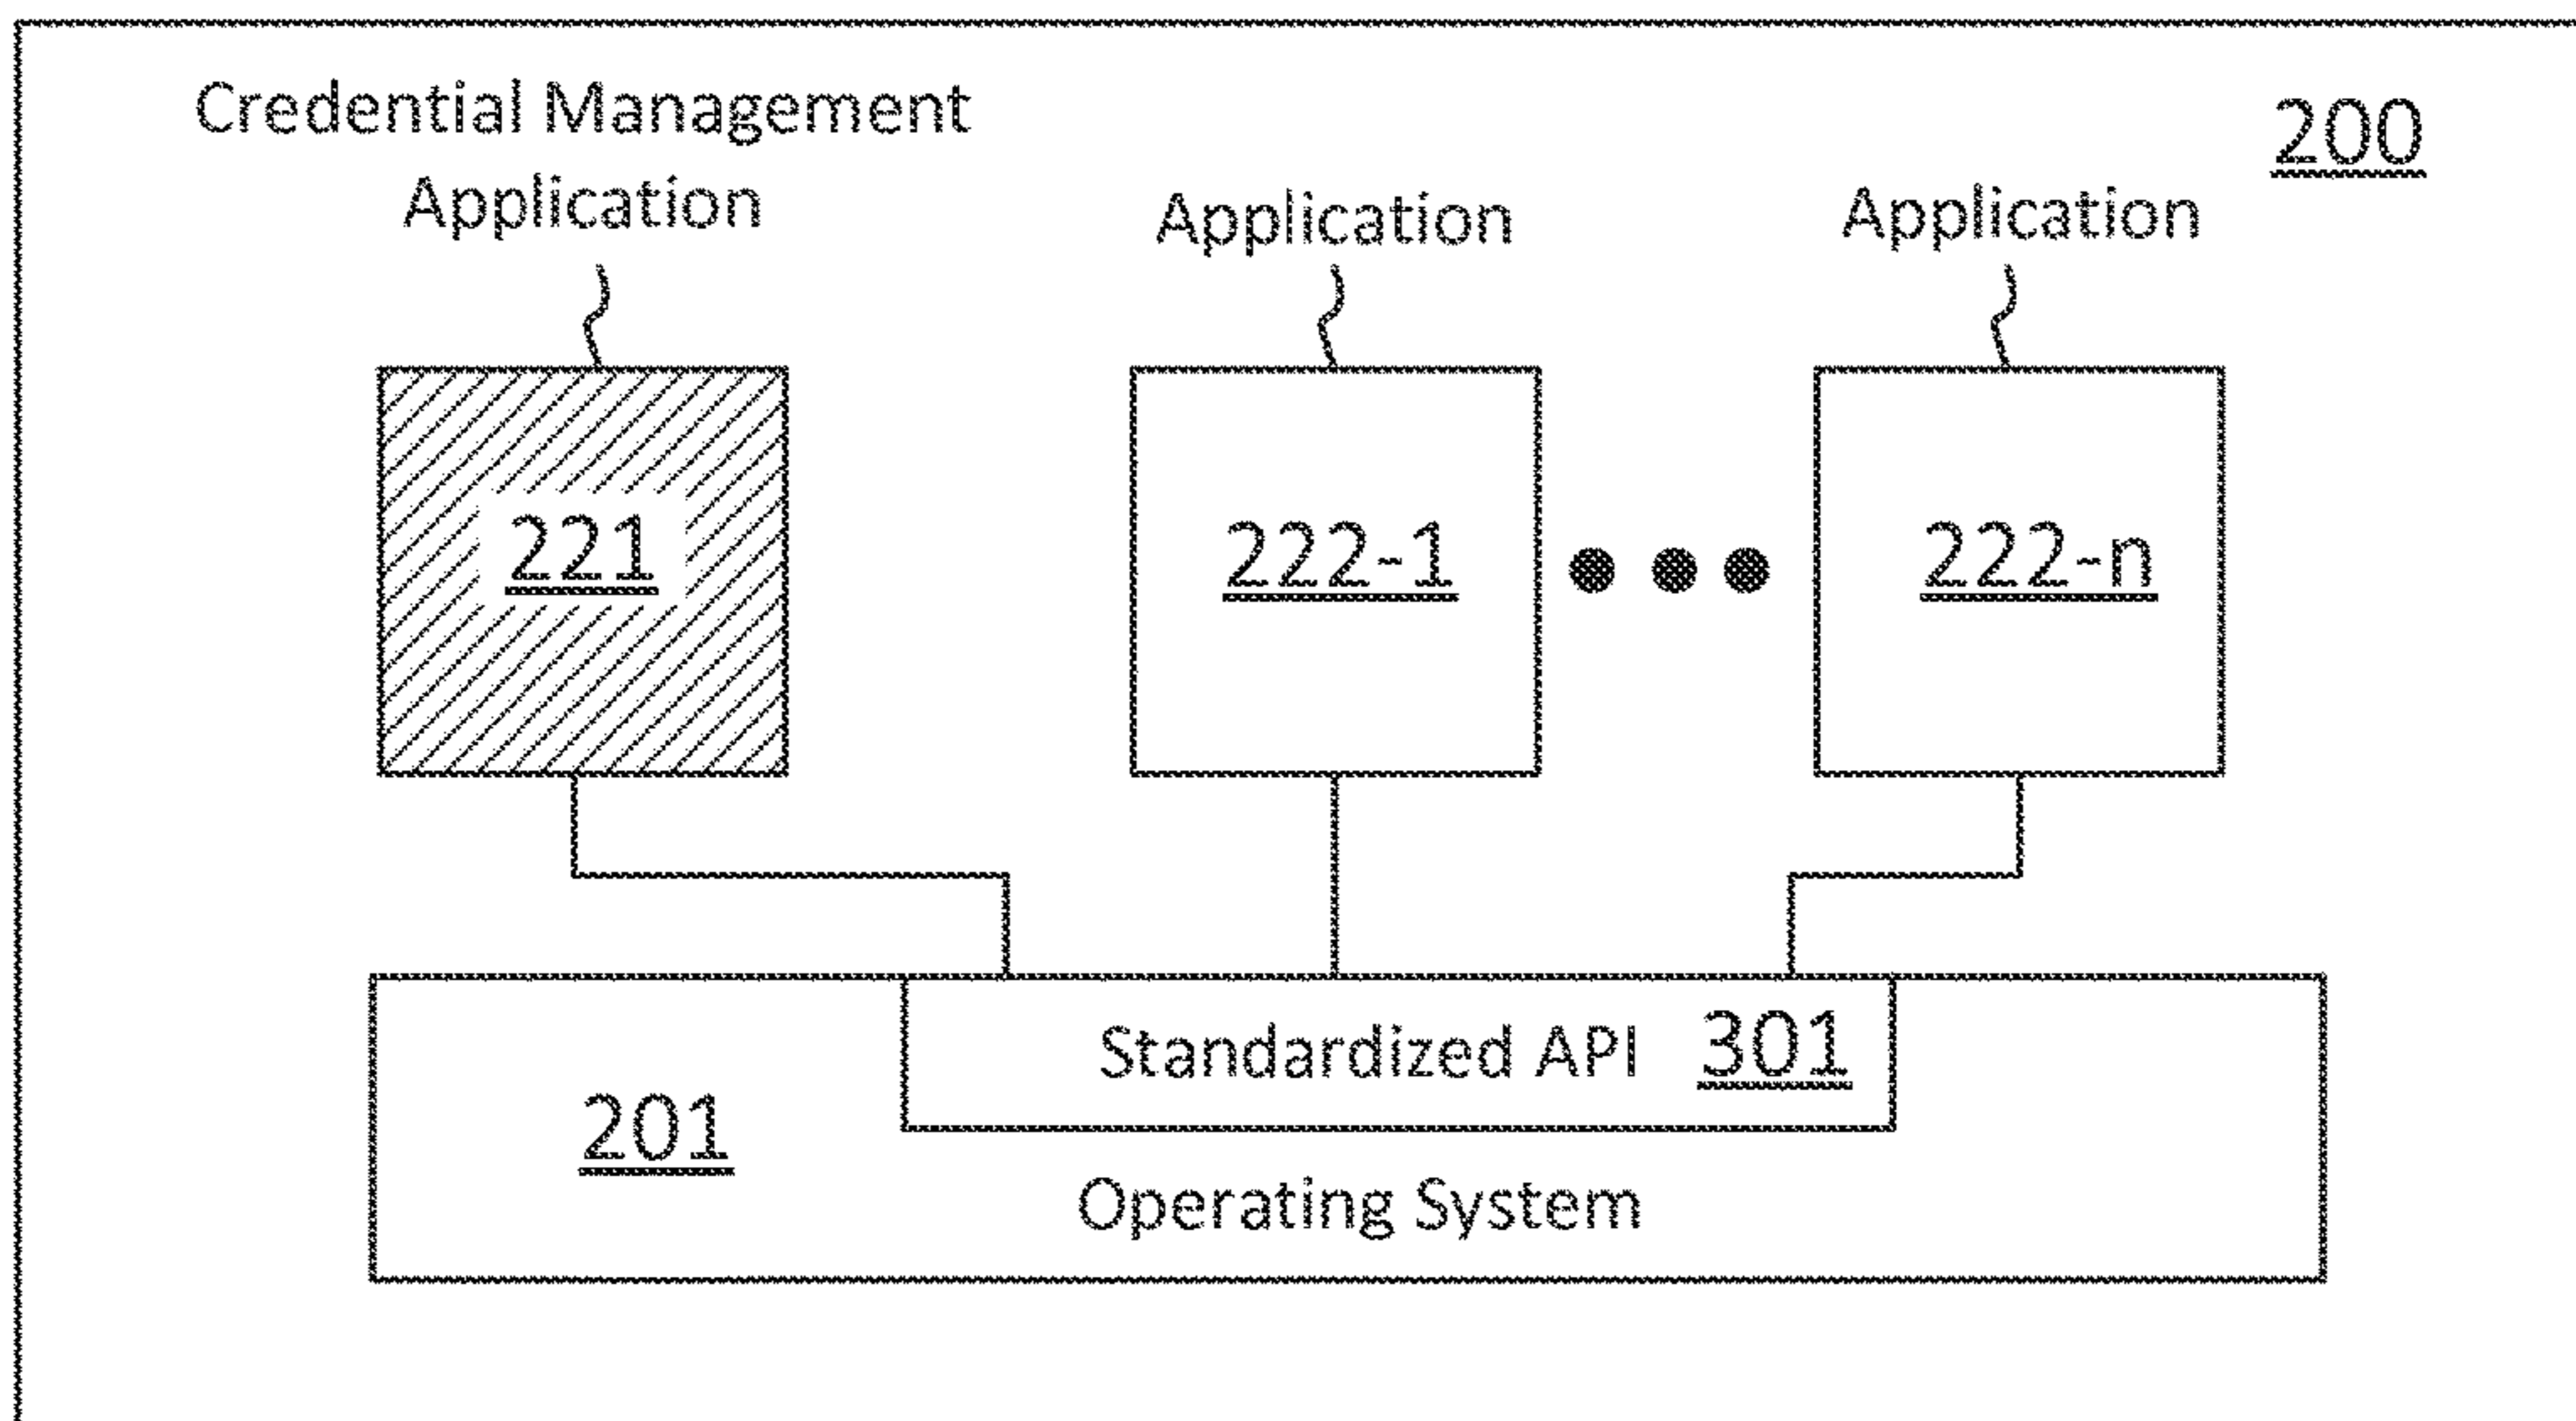 Credential Management
Application
Application
Application
200
221
222-1
222-n
Standardized API 301
201
Operating System